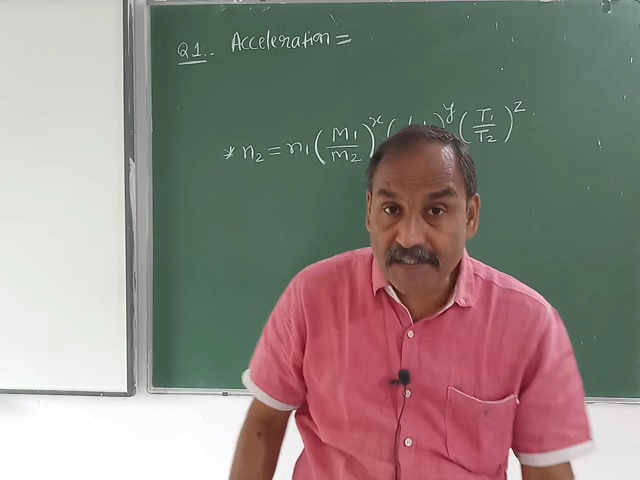 Q1:- Acceleration =
* n₂ = n₁ (M₁/M₂)^x ( )^y (T₁/T₂)^z